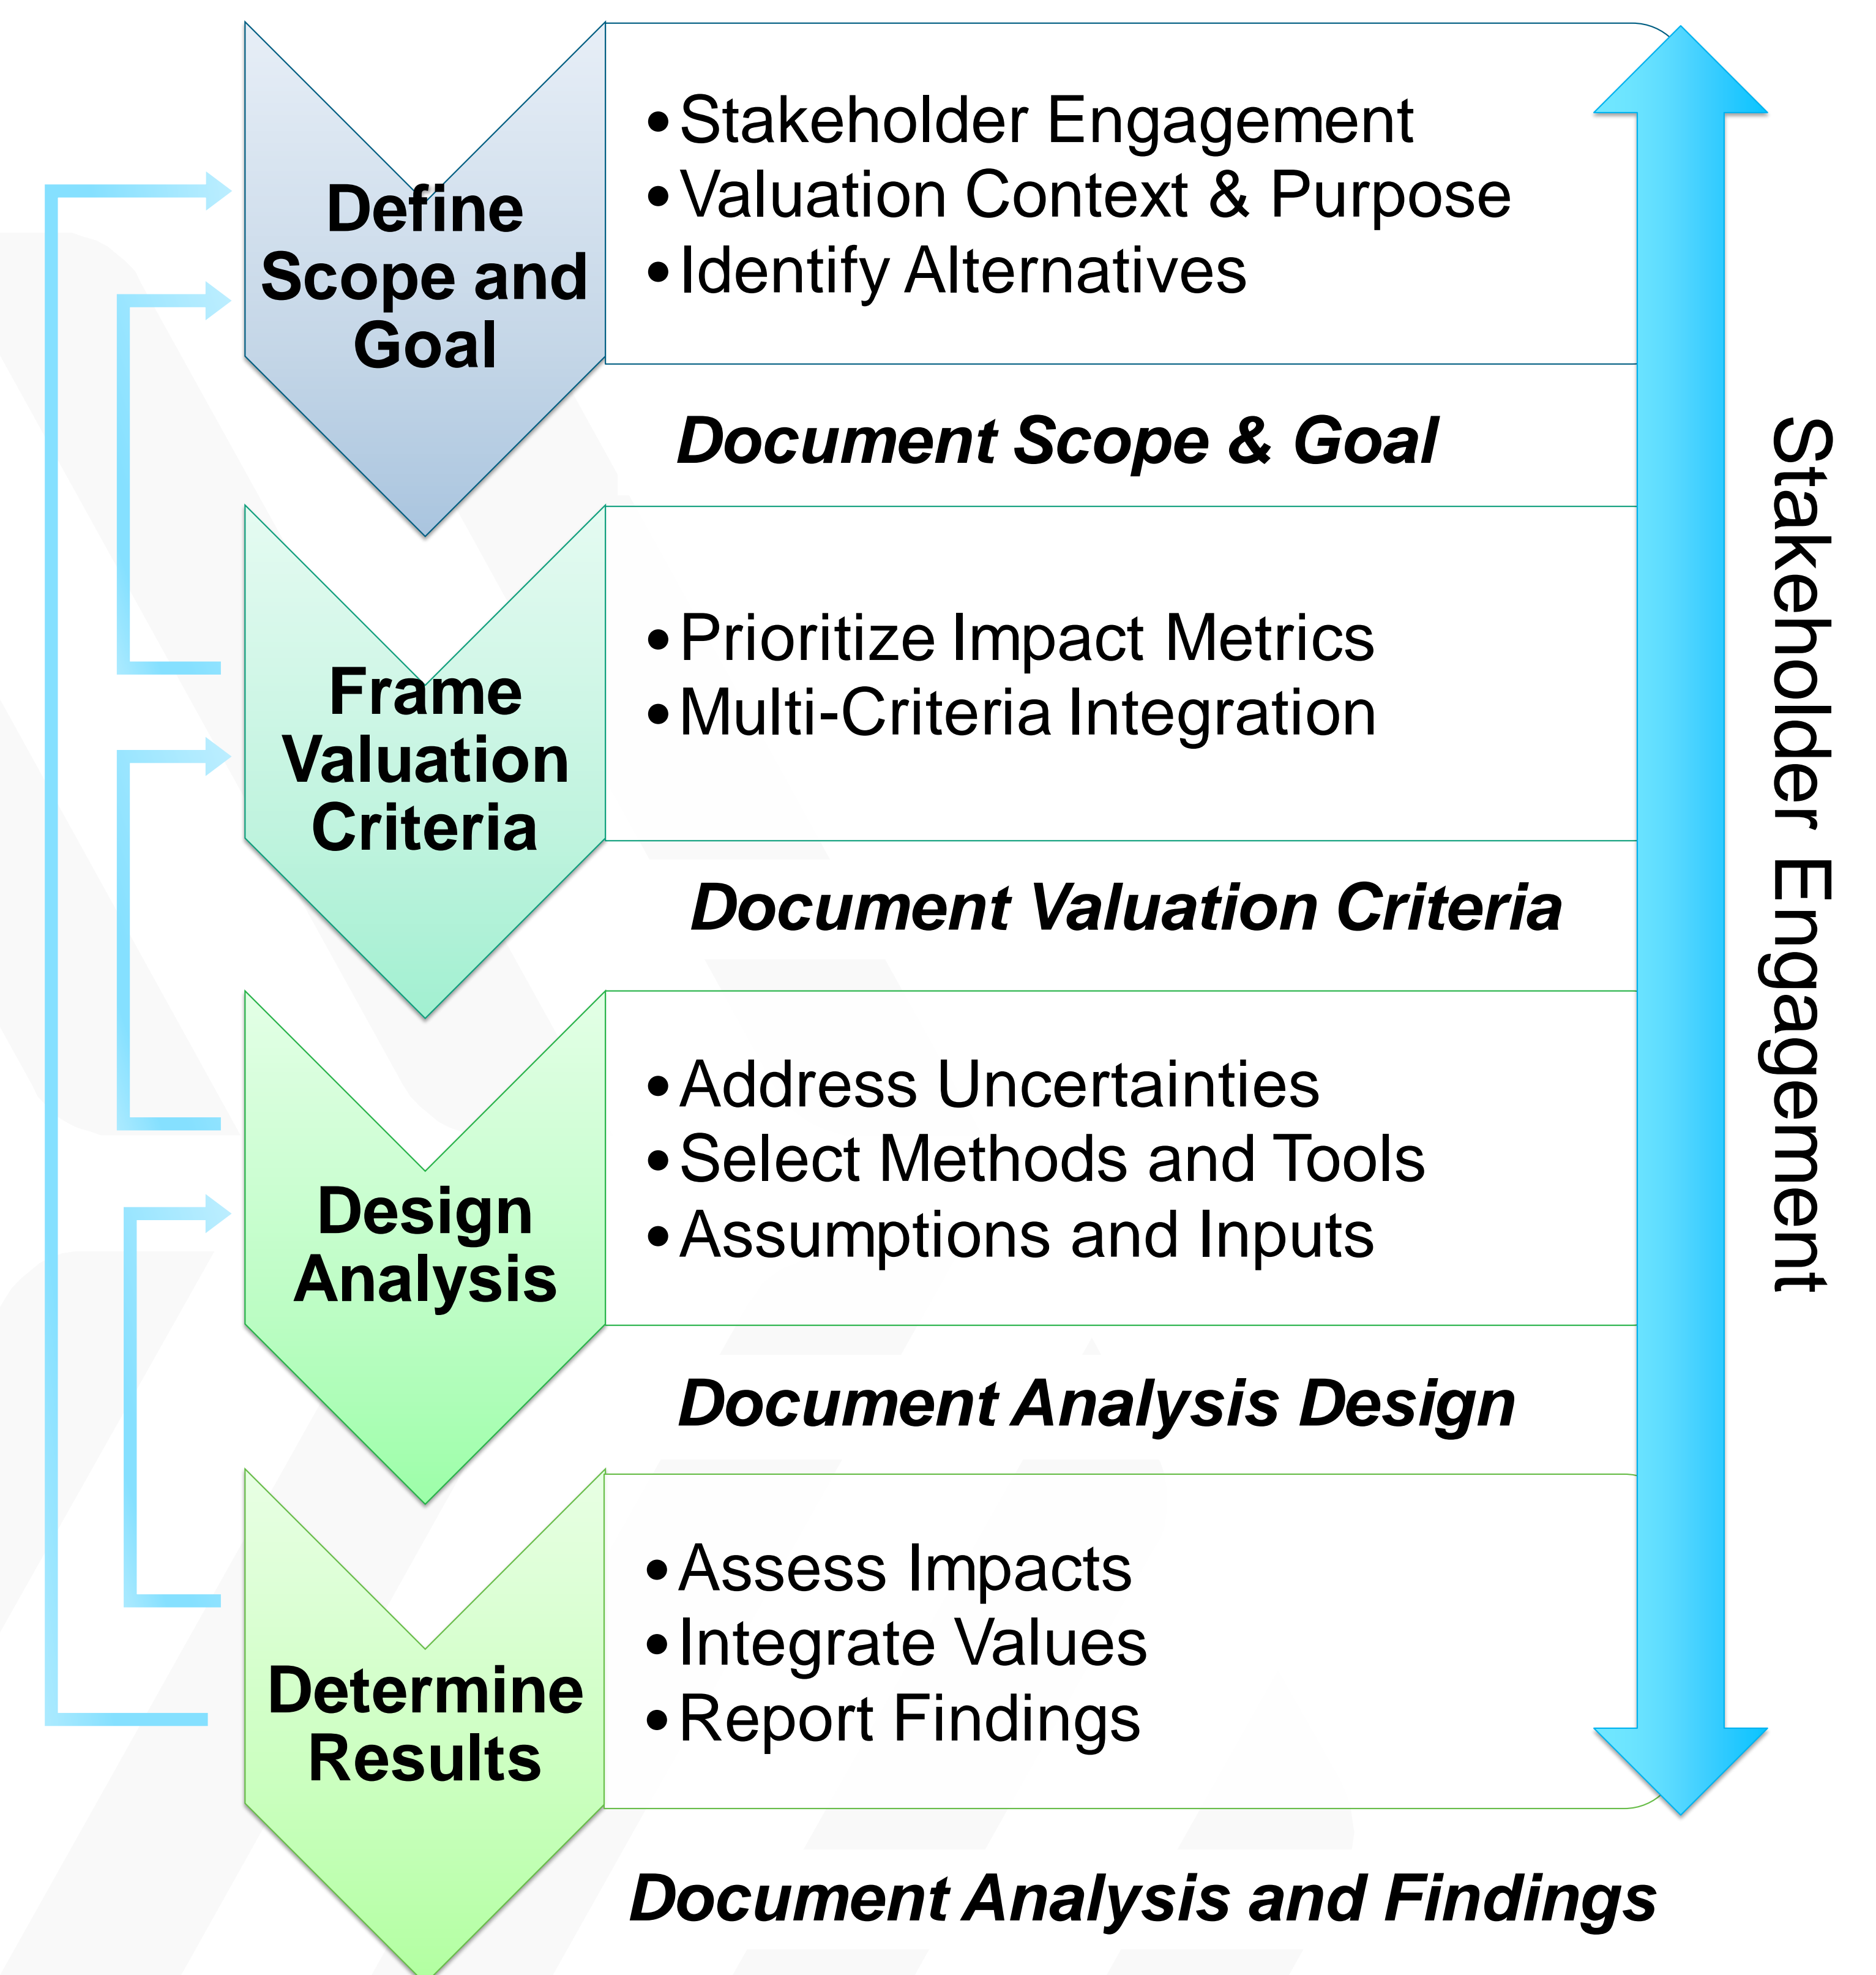 Define
Scope and
Goal
•Stakeholder Engagement
•Valuation Context & Purpose
•Identify Alternatives
Document Scope & Goal
Frame
Valuation
Criteria
•Prioritize Impact Metrics
•Multi-Criteria Integration
Document Valuation Criteria
Design
Analysis
•Address Uncertainties
•Select Methods and Tools
•Assumptions and Inputs
Document Analysis Design
Determine
Results
•Assess Impacts
•Integrate Values
•Report Findings
Document Analysis and Findings
Stakeholder Engagement